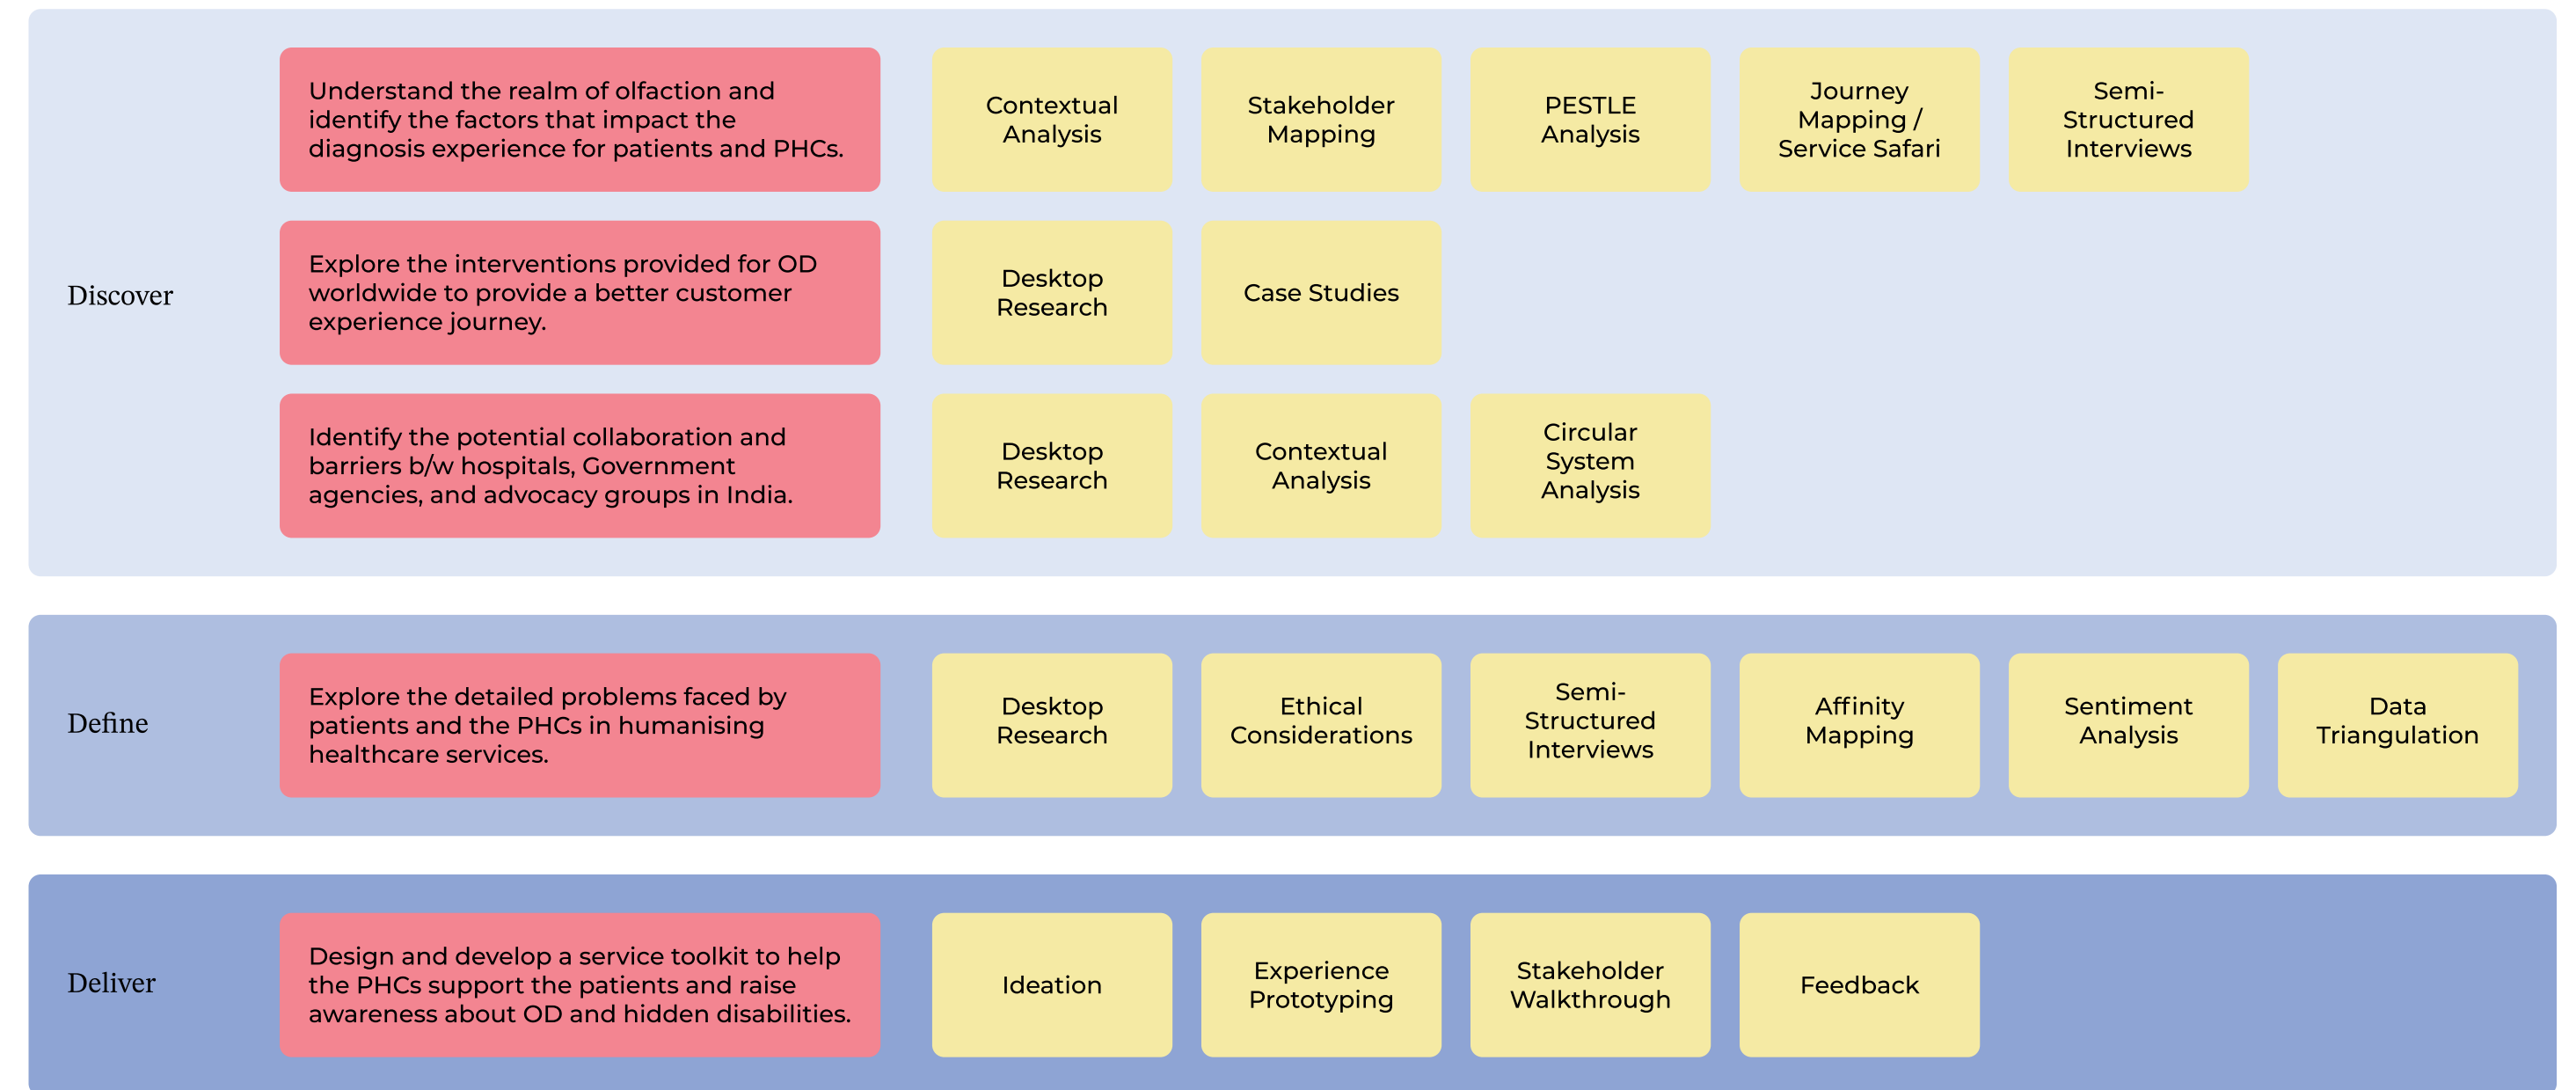 Discover
Understand the realm of olfaction and
identify the factors that impact the
diagnosis experience for patients and PHCs.
Contextual
Analysis
Stakeholder
Mapping
PESTLE
Analysis
Journey
Mapping /
Service Safari
Semi-
Structured
Interviews
Explore the interventions provided for OD
worldwide to provide a better customer
experience journey.
Desktop
Research
Case Studies
Identify the potential collaboration and
barriers b/w hospitals, Government
agencies, and advocacy groups in India.
Desktop
Research
Contextual
Analysis
Circular
System
Analysis
Define
Explore the detailed problems faced by
patients and the PHCs in humanising
healthcare services.
Desktop
Research
Ethical
Considerations
Semi-
Structured
Interviews
Affinity
Mapping
Sentiment
Analysis
Data
Triangulation
Deliver
Design and develop a service toolkit to help
the PHCs support the patients and raise
awareness about OD and hidden disabilities.
Ideation
Experience
Prototyping
Stakeholder
Walkthrough
Feedback